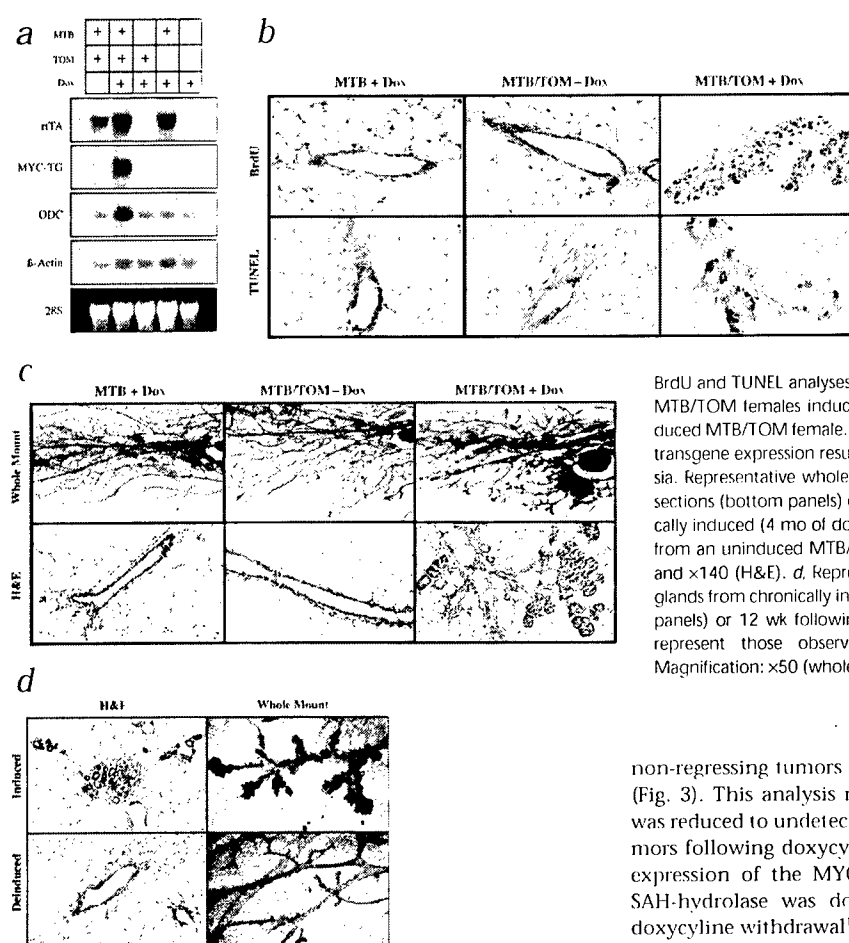 a
MTB + + +
TOM + + +
Dox + + + +
rtTA
MYC-TG
ODC
ß-Actin
28S
b
MTB + Dox MTB/TOM – Dox MTB/TOM + Dox
BrdU
TUNEL
c
MTB + Dox MTB/TOM – Dox MTB/TOM + Dox
Whole Mount
H&E
BrdU and TUNEL analyses
MTB/TOM females induc
duced MTB/TOM female.
transgene expression resu
sia. Representative whole
sections (bottom panels) o
cally induced (4 mo of do
from an uninduced MTB/
and ×140 (H&E). d, Repre
glands from chronically in
panels) or 12 wk followin
represent those observ
Magnification: ×50 (whole
d
H&E Whole Mount
Induced
Deinduced
non-regressing tumors
(Fig. 3). This analysis r
was reduced to undetec
mors following doxycy
expression of the MYC
SAH-hydrolase was do
doxycyline withdrawal